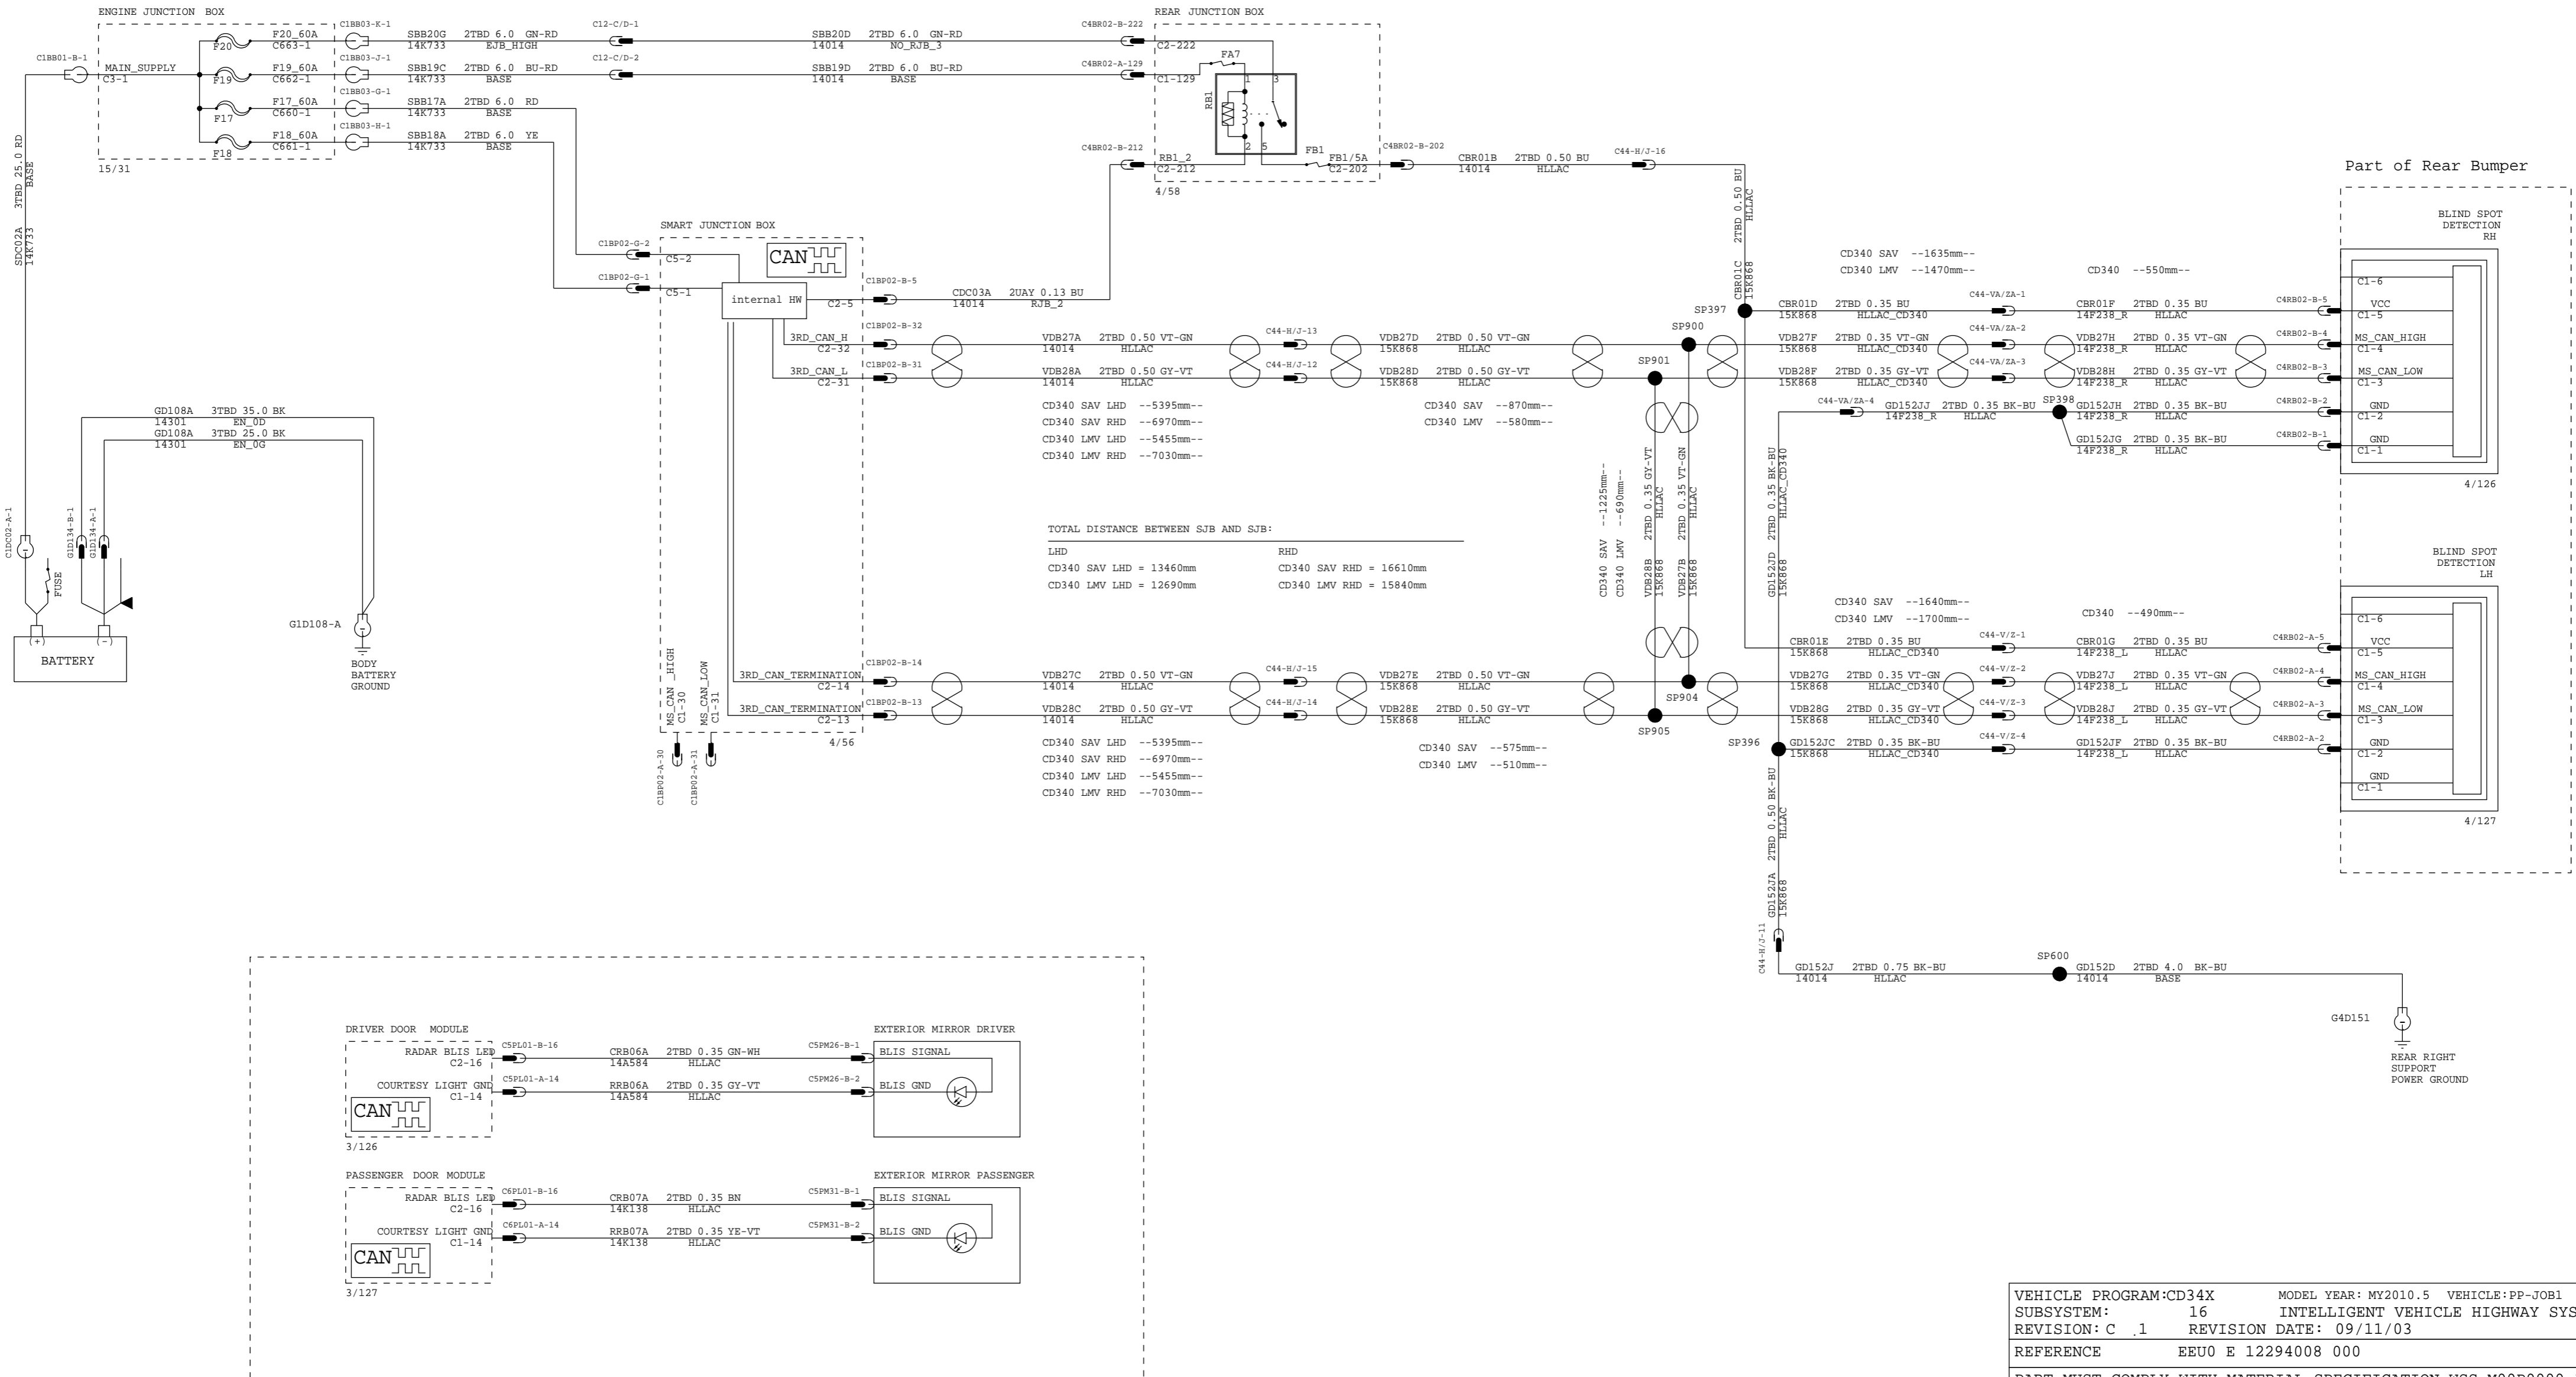 ENGINE JUNCTION BOX
C1BB01-B-1
MAIN_SUPPLY
C3-1
F20
F19
F17
F18
F20_60A
C663-1
F19_60A
C662-1
F17_60A
C660-1
F18_60A
C661-1
15/31
C1BB03-K-1
C1BB03-J-1
C1BB03-G-1
C1BB03-H-1
SBB20G 2TBD 6.0 GN-RD
14K733 EJB_HIGH
SBB19C 2TBD 6.0 BU-RD
14K733 BASE
SBB17A 2TBD 6.0 RD
14K733 BASE
SBB18A 2TBD 6.0 YE
14K733 BASE
C12-C/D-1
C12-C/D-2
SBB20D 2TBD 6.0 GN-RD
14014 NO_RJB_3
SBB19D 2TBD 6.0 BU-RD
14014 BASE
C4BR02-B-222
C4BR02-A-129
C4BR02-B-212
REAR JUNCTION BOX
C2-222
C1-129
FA7
RB1
1 3
2 5
RB1_2
C2-212
FB1
FB1/5A
C2-202
4/58
C4BR02-B-202
CBR01B 2TBD 0.50 BU
14014 HLLAC
C44-H/J-16
CBR01C 2TBD 0.50 BU
15K868 HLLAC
SDC02A 3TBD 25.0 RD
14K733 BASE
GD108A 3TBD 35.0 BK
14301 EN_0D
GD108A 3TBD 25.0 BK
14301 EN_0G
C1DC02-A-1
G1D134-B-1
G1D134-A-1
FUSE
(+) (-)
BATTERY
G1D108-A
BODY
BATTERY
GROUND
SMART JUNCTION BOX
CAN
C1BP02-G-2
C5-2
C1BP02-G-1
C5-1
internal HW
C2-5
C1BP02-B-5
CDC03A 2UAY 0.13 BU
14014 RJB_2
3RD_CAN_H
C2-32
C1BP02-B-32
3RD_CAN_L
C2-31
C1BP02-B-31
VDB27A 2TBD 0.50 VT-GN
14014 HLLAC
VDB28A 2TBD 0.50 GY-VT
14014 HLLAC
C44-H/J-13
C44-H/J-12
VDB27D 2TBD 0.50 VT-GN
15K868 HLLAC
VDB28D 2TBD 0.50 GY-VT
15K868 HLLAC
CD340 SAV LHD --5395mm--
CD340 SAV RHD --6970mm--
CD340 LMV LHD --5455mm--
CD340 LMV RHD --7030mm--
CD340 SAV --870mm--
CD340 LMV --580mm--
SP900
SP901
SP397
TOTAL DISTANCE BETWEEN SJB AND SJB:
LHD RHD
CD340 SAV LHD = 13460mm CD340 SAV RHD = 16610mm
CD340 LMV LHD = 12690mm CD340 LMV RHD = 15840mm
CD340 SAV --1225mm--
CD340 LMV --690mm--
VDB28B 2TBD 0.35 GY-VT
15K868 HLLAC
VDB27B 2TBD 0.35 VT-GN
15K868 HLLAC
GD152JD 2TBD 0.35 BK-BU
15K868 HLLAC_CD340
CD340 SAV --1635mm--
CD340 LMV --1470mm--
CD340 --550mm--
CBR01D 2TBD 0.35 BU
15K868 HLLAC_CD340
VDB27F 2TBD 0.35 VT-GN
15K868 HLLAC_CD340
VDB28F 2TBD 0.35 GY-VT
15K868 HLLAC_CD340
C44-VA/ZA-1
C44-VA/ZA-2
C44-VA/ZA-3
C44-VA/ZA-4
CBR01F 2TBD 0.35 BU
14F238_R HLLAC
VDB27H 2TBD 0.35 VT-GN
14F238_R HLLAC
VDB28H 2TBD 0.35 GY-VT
14F238_R HLLAC
GD152JJ 2TBD 0.35 BK-BU
14F238_R HLLAC
SP398
GD152JH 2TBD 0.35 BK-BU
14F238_R HLLAC
GD152JG 2TBD 0.35 BK-BU
14F238_R HLLAC
C4RB02-B-5
C4RB02-B-4
C4RB02-B-3
C4RB02-B-2
C4RB02-B-1
Part of Rear Bumper
BLIND SPOT
DETECTION
RH
C1-6
VCC
C1-5
MS_CAN_HIGH
C1-4
MS_CAN_LOW
C1-3
GND
C1-2
GND
C1-1
4/126
BLIND SPOT
DETECTION
LH
C1-6
VCC
C1-5
MS_CAN_HIGH
C1-4
MS_CAN_LOW
C1-3
GND
C1-2
GND
C1-1
4/127
MS_CAN _HIGH
C1-30
MS_CAN_LOW
C1-31
C1BP02-A-30
C1BP02-A-31
3RD_CAN_TERMINATION
C2-14
3RD_CAN_TERMINATION
C2-13
4/56
C1BP02-B-14
C1BP02-B-13
VDB27C 2TBD 0.50 VT-GN
14014 HLLAC
VDB28C 2TBD 0.50 GY-VT
14014 HLLAC
C44-H/J-15
C44-H/J-14
VDB27E 2TBD 0.50 VT-GN
15K868 HLLAC
VDB28E 2TBD 0.50 GY-VT
15K868 HLLAC
CD340 SAV LHD --5395mm--
CD340 SAV RHD --6970mm--
CD340 LMV LHD --5455mm--
CD340 LMV RHD --7030mm--
CD340 SAV --575mm--
CD340 LMV --510mm--
SP904
SP905
SP396
CD340 SAV --1640mm--
CD340 LMV --1700mm--
CD340 --490mm--
CBR01E 2TBD 0.35 BU
15K868 HLLAC_CD340
VDB27G 2TBD 0.35 VT-GN
15K868 HLLAC_CD340
VDB28G 2TBD 0.35 GY-VT
15K868 HLLAC_CD340
GD152JC 2TBD 0.35 BK-BU
15K868 HLLAC_CD340
C44-V/Z-1
C44-V/Z-2
C44-V/Z-3
C44-V/Z-4
CBR01G 2TBD 0.35 BU
14F238_L HLLAC
VDB27J 2TBD 0.35 VT-GN
14F238_L HLLAC
VDB28J 2TBD 0.35 GY-VT
14F238_L HLLAC
GD152JF 2TBD 0.35 BK-BU
14F238_L HLLAC
C4RB02-A-5
C4RB02-A-4
C4RB02-A-3
C4RB02-A-2
GD152JA 2TBD 0.50 BK-BU
15K868 HLLAC
C44-H/J-11
GD152J 2TBD 0.75 BK-BU
14014 HLLAC
SP600
GD152D 2TBD 4.0 BK-BU
14014 BASE
G4D151
REAR RIGHT
SUPPORT
POWER GROUND
DRIVER DOOR MODULE
RADAR BLIS LED
C2-16
COURTESY LIGHT GND
C1-14
CAN
3/126
C5PL01-B-16
C5PL01-A-14
CRB06A 2TBD 0.35 GN-WH
14A584 HLLAC
RRB06A 2TBD 0.35 GY-VT
14A584 HLLAC
C5PM26-B-1
C5PM26-B-2
EXTERIOR MIRROR DRIVER
BLIS SIGNAL
BLIS GND
PASSENGER DOOR MODULE
RADAR BLIS LED
C2-16
COURTESY LIGHT GND
C1-14
CAN
3/127
C6PL01-B-16
C6PL01-A-14
CRB07A 2TBD 0.35 BN
14K138 HLLAC
RRB07A 2TBD 0.35 YE-VT
14K138 HLLAC
C5PM31-B-1
C5PM31-B-2
EXTERIOR MIRROR PASSENGER
BLIS SIGNAL
BLIS GND
VEHICLE PROGRAM:CD34X MODEL YEAR: MY2010.5 VEHICLE:PP-JOB1
SUBSYSTEM: 16 INTELLIGENT VEHICLE HIGHWAY SYS
REVISION: C .1 REVISION DATE: 09/11/03
REFERENCE EEU0 E 12294008 000